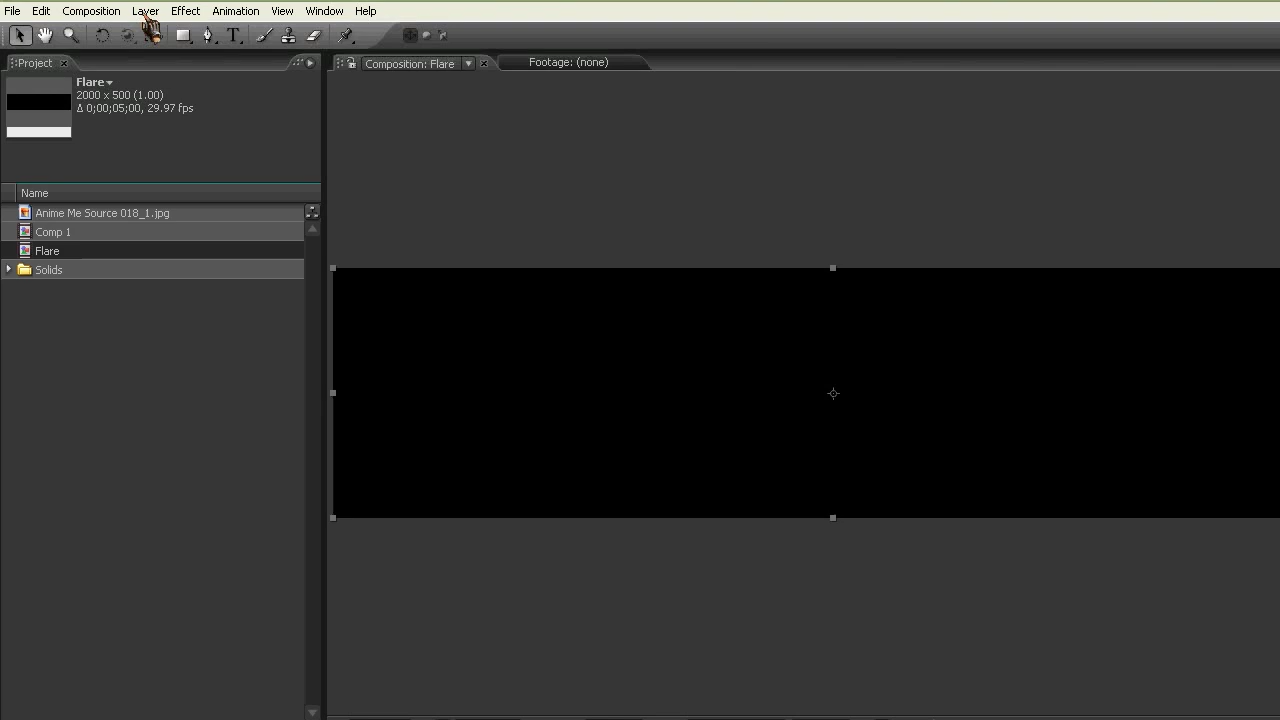 File Edit Composition Layer Effect Animation View Window Help
T
Project
Composition: Flare
Footage: (none)
Flare
2000 x 500 (1.00)
Δ 0;00;05;00, 29.97 fps
Name
Anime Me Source 018_1.jpg
Comp 1
Flare
Solids